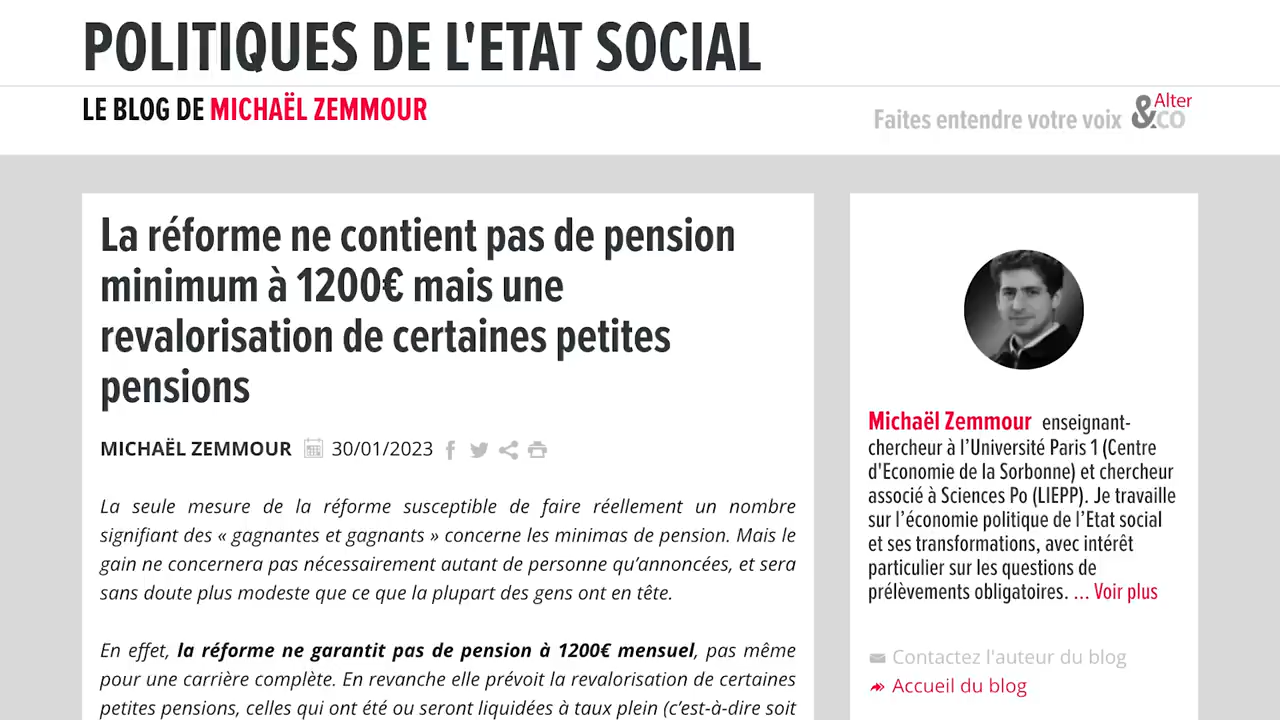 POLITIQUES DE L'ETAT SOCIAL
LE BLOG DE MICHAËL ZEMMOUR
Faites entendre votre voix
Alter
&CO
La réforme ne contient pas de pension
minimum à 1200€ mais une
revalorisation de certaines petites
pensions
MICHAËL ZEMMOUR 30/01/2023
La seule mesure de la réforme susceptible de faire réellement un nombre
signifiant des « gagnantes et gagnants » concerne les minimas de pension. Mais le
gain ne concernera pas nécessairement autant de personne qu’annoncées, et sera
sans doute plus modeste que ce que la plupart des gens ont en tête.
En effet, la réforme ne garantit pas de pension à 1200€ mensuel, pas même
pour une carrière complète. En revanche elle prévoit la revalorisation de certaines
petites pensions, celles qui ont été ou seront liquidées à taux plein (c’est-à-dire soit
Michaël Zemmour enseignant-
chercheur à l’Université Paris 1 (Centre
d'Economie de la Sorbonne) et chercheur
associé à Sciences Po (LIEPP). Je travaille
sur l’économie politique de l’Etat social
et ses transformations, avec intérêt
particulier sur les questions de
prélèvements obligatoires. ... Voir plus
Contactez l'auteur du blog
Accueil du blog